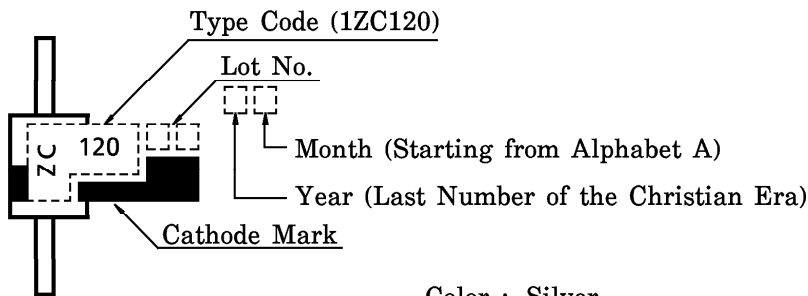 Type Code (1ZC120)
Lot No.
ZC 120
Month (Starting from Alphabet A)
Year (Last Number of the Christian Era)
Cathode Mark
Color : Silver